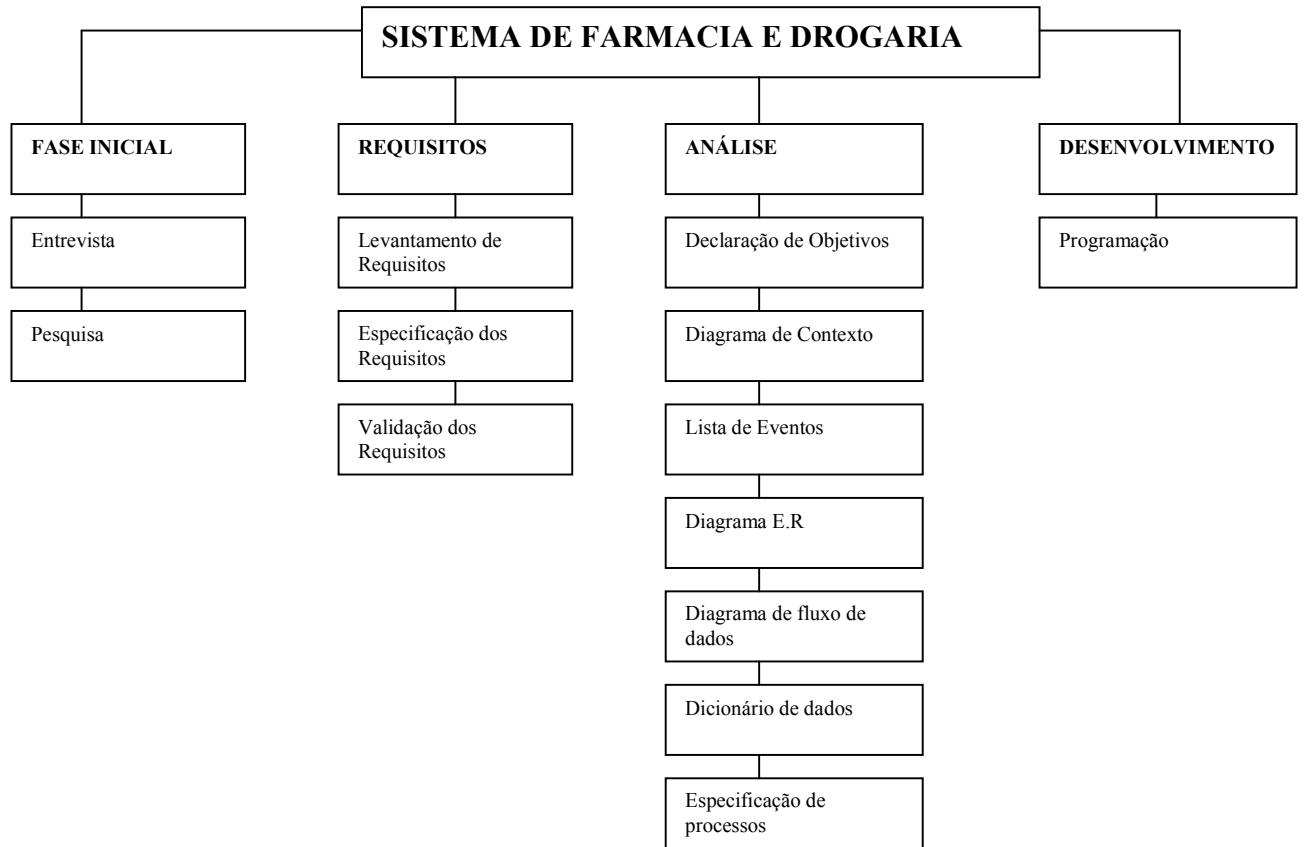 SISTEMA DE FARMACIA E DROGARIA
FASE INICIAL
Entrevista
Pesquisa
REQUISITOS
Levantamento de
Requisitos
Especificação dos
Requisitos
Validação dos
Requisitos
ANÁLISE
Declaração de Objetivos
Diagrama de Contexto
Lista de Eventos
Diagrama E.R
Diagrama de fluxo de
dados
Dicionário de dados
Especificação de
processos
DESENVOLVIMENTO
Programação